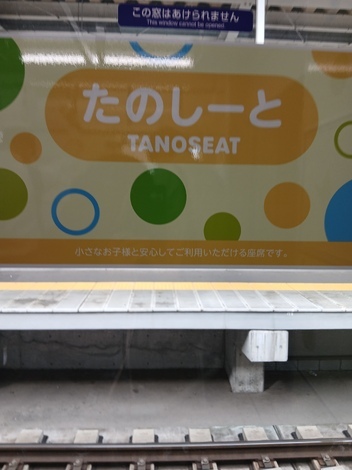 この窓はあけられません
This window cannot be opened.
たのしーと
TANOSEAT
小さなお子様と安心してご利用いただける座席です。